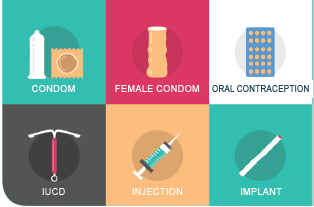 CONDOM
FEMALE CONDOM
ORAL CONTRACEPTION
IUCD
INJECTION
IMPLANT